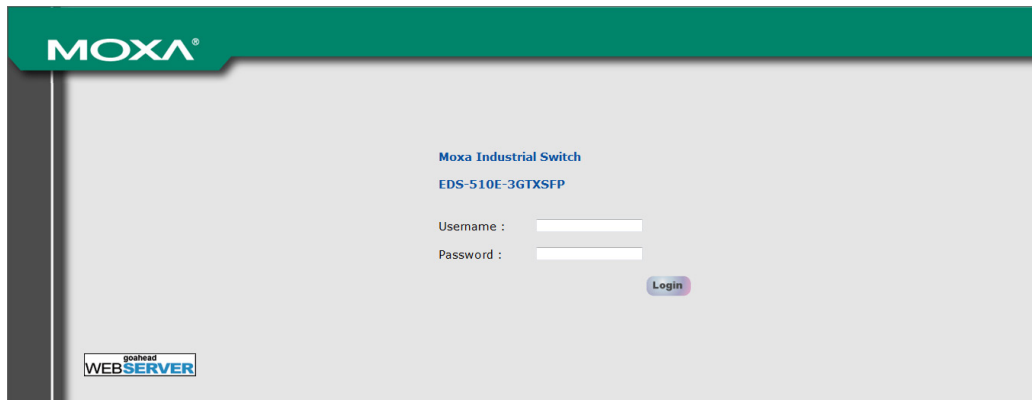 MOXA®
Moxa Industrial Switch
EDS-510E-3GTXSFP
Username :
Password :
Login
goahead
WEBSERVER